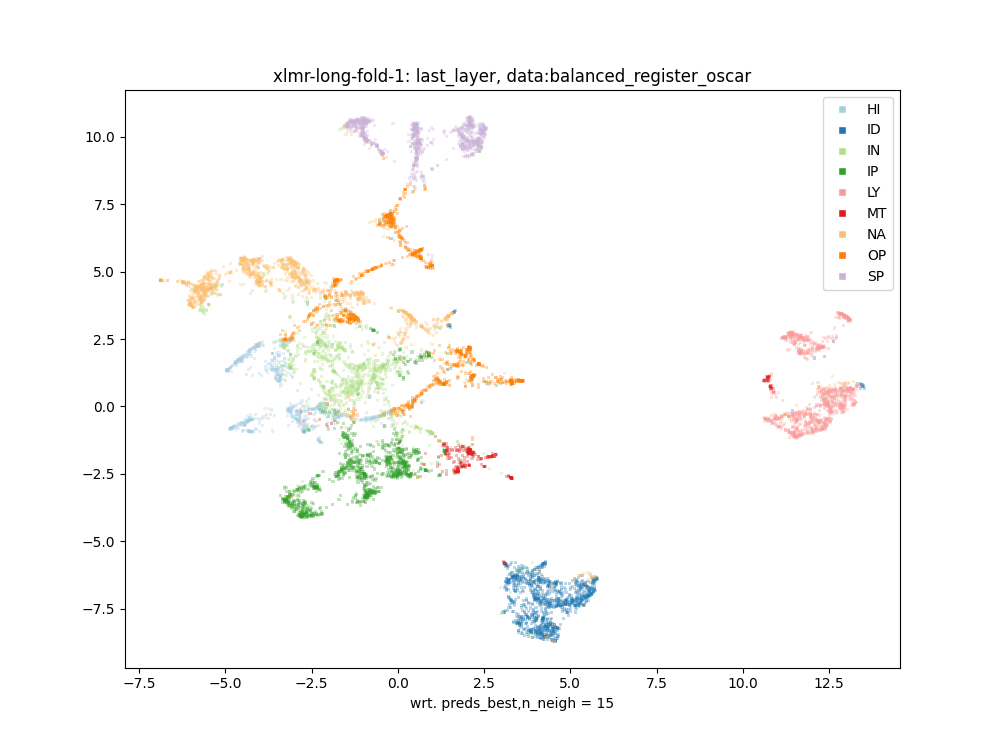 xlmr-long-fold-1: last_layer, data:balanced_register_oscar
HI
ID
IN
IP
LY
MT
NA
OP
SP
10.0
7.5
5.0
2.5
0.0
−2.5
−5.0
−7.5
−7.5 −5.0 −2.5 0.0 2.5 5.0 7.5 10.0 12.5
wrt. preds_best,n_neigh = 15